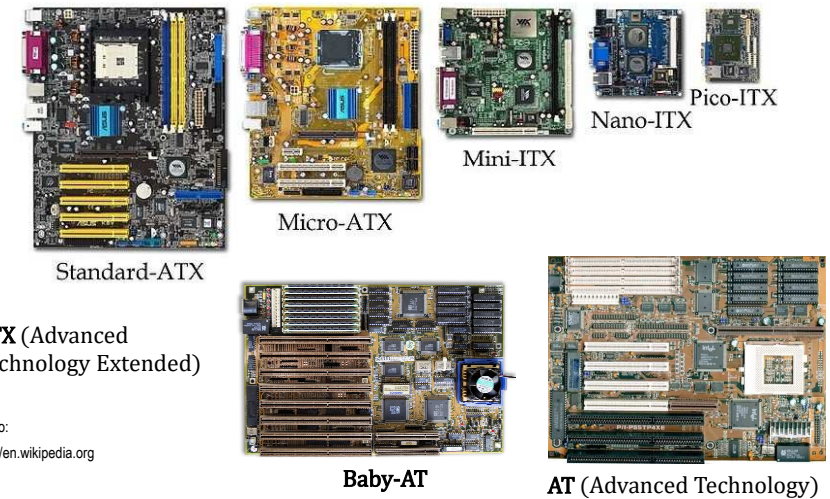 Standard-ATX
Micro-ATX
Mini-ITX
Nano-ITX
Pico-ITX
TX (Advanced
chnology Extended)
o:
/en.wikipedia.org
Baby-AT
AT (Advanced Technology)